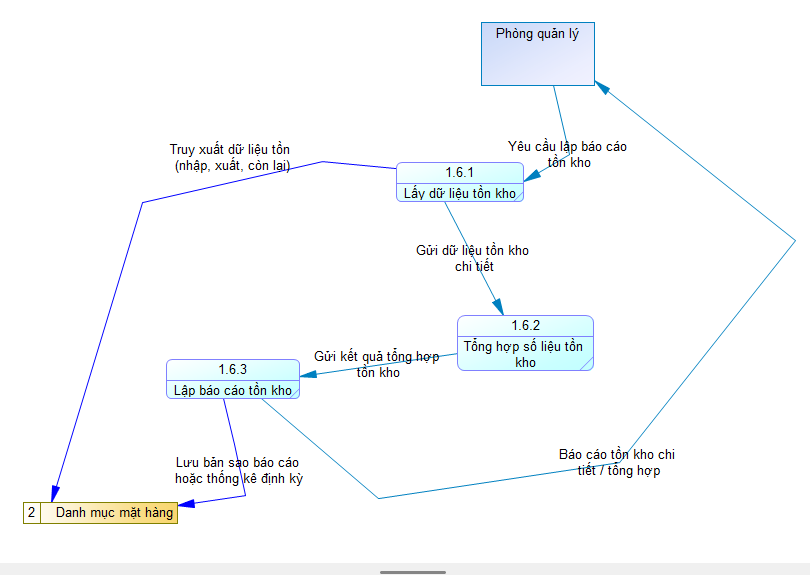 Phòng quản lý
Yêu cầu lập báo cáo
tồn kho
Truy xuất dữ liệu tồn
(nhập, xuất, còn lại)
1.6.1
Lấy dữ liệu tồn kho
Gửi dữ liệu tồn kho
chi tiết
1.6.2
Tổng hợp số liệu tồn
kho
Gửi kết quả tổng hợp
tồn kho
1.6.3
Lập báo cáo tồn kho
Báo cáo tồn kho chi
tiết / tổng hợp
Lưu bản sao báo cáo
hoặc thống kê định kỳ
2 Danh mục mặt hàng